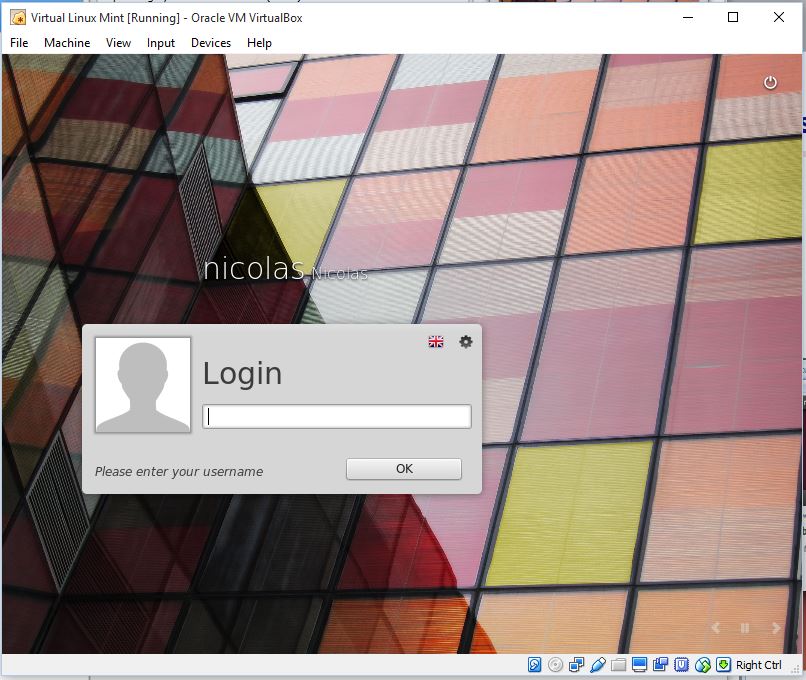 Virtual Linux Mint [Running] - Oracle VM VirtualBox
File Machine View Input Devices Help
nicolas Nicolas
Login
Please enter your username
OK
Right Ctrl